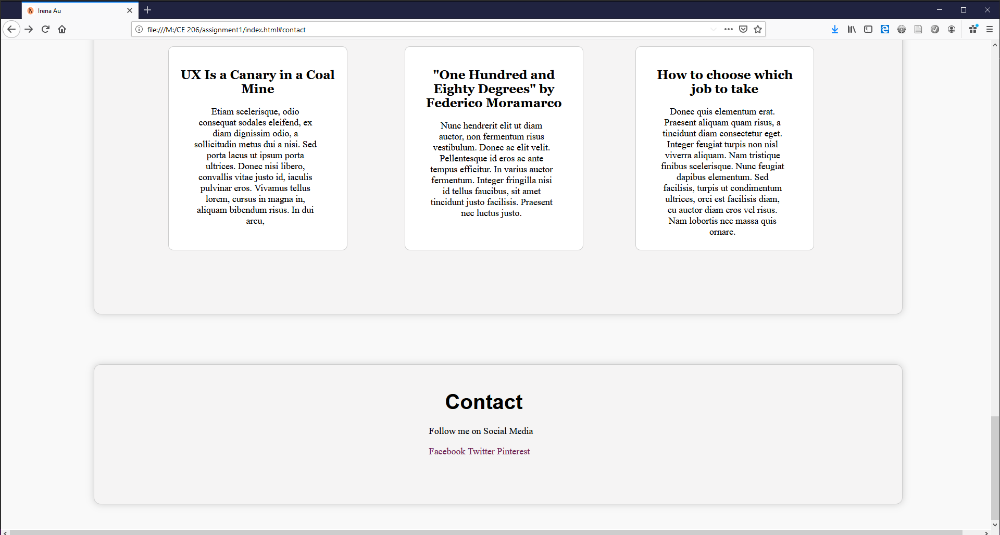 Irena Au
file:///M:/CE 206/assignment1/index.html#contact
UX Is a Canary in a Coal
Mine
Etiam scelerisque, odio
consequat sodales eleifend, ex
diam dignissim odio, a
sollicitudin metus dui a nisi. Sed
porta lacus ut ipsum porta
ultrices. Donec nisi libero,
convallis vitae justo id, iaculis
pulvinar eros. Vivamus tellus
lorem, cursus in magna in,
aliquam bibendum risus. In dui
arcu,
"One Hundred and
Eighty Degrees" by
Federico Moramarco
Nunc hendrerit elit ut diam
auctor, non fermentum risus
vestibulum. Donec ac elit velit.
Pellentesque id eros ac ante
tempus efficitur. In varius auctor
fermentum. Integer fringilla nisi
id tellus faucibus, sit amet
tincidunt justo facilisis. Praesent
nec luctus justo.
How to choose which
job to take
Donec quis elementum erat.
Praesent aliquam quam risus, a
tincidunt diam consectetur eget.
Integer feugiat turpis non nisl
viverra aliquam. Nam tristique
finibus scelerisque. Nunc feugiat
dapibus elementum. Sed
facilisis, turpis ut condimentum
ultrices, orci est facilisis diam,
eu auctor diam eros vel risus.
Nam lobortis nec massa quis
ornare.
Contact
Follow me on Social Media
Facebook Twitter Pinterest